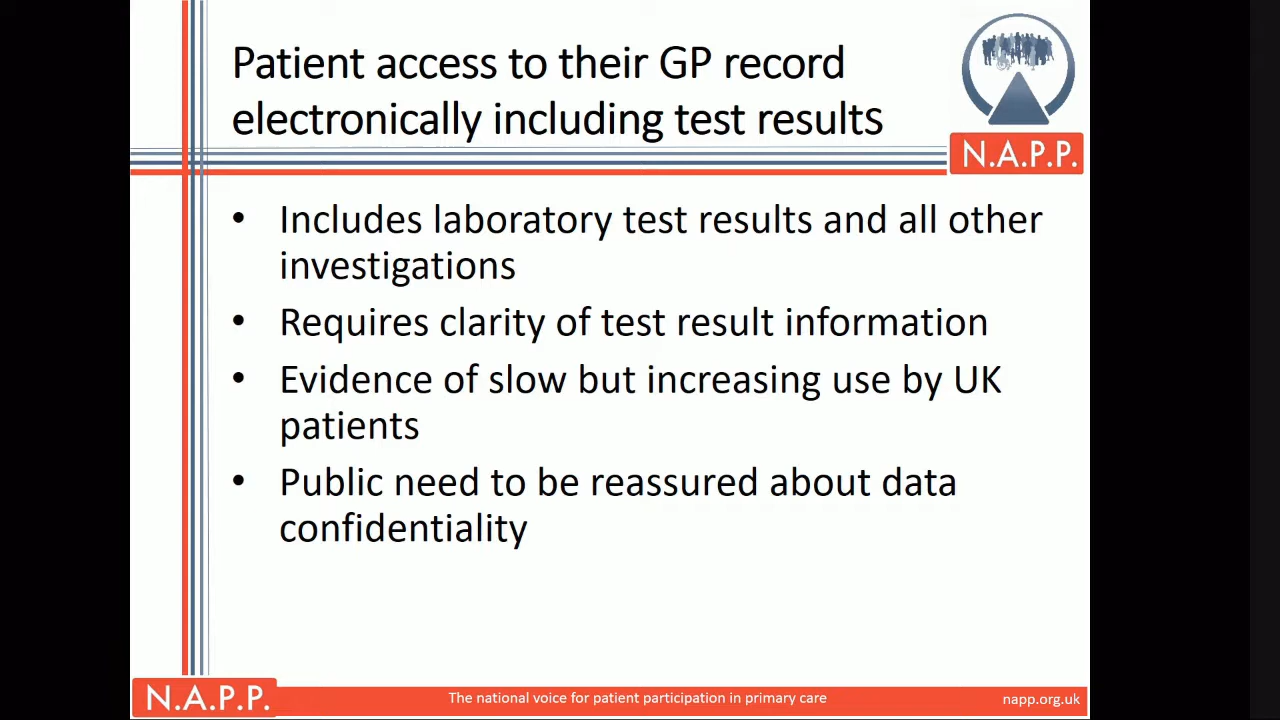 Patient access to their GP record
electronically including test results
N.A.P.P.
• Includes laboratory test results and all other
investigations
• Requires clarity of test result information
• Evidence of slow but increasing use by UK
patients
• Public need to be reassured about data
confidentiality
N.A.P.P.
The national voice for patient participation in primary care
napp.org.uk